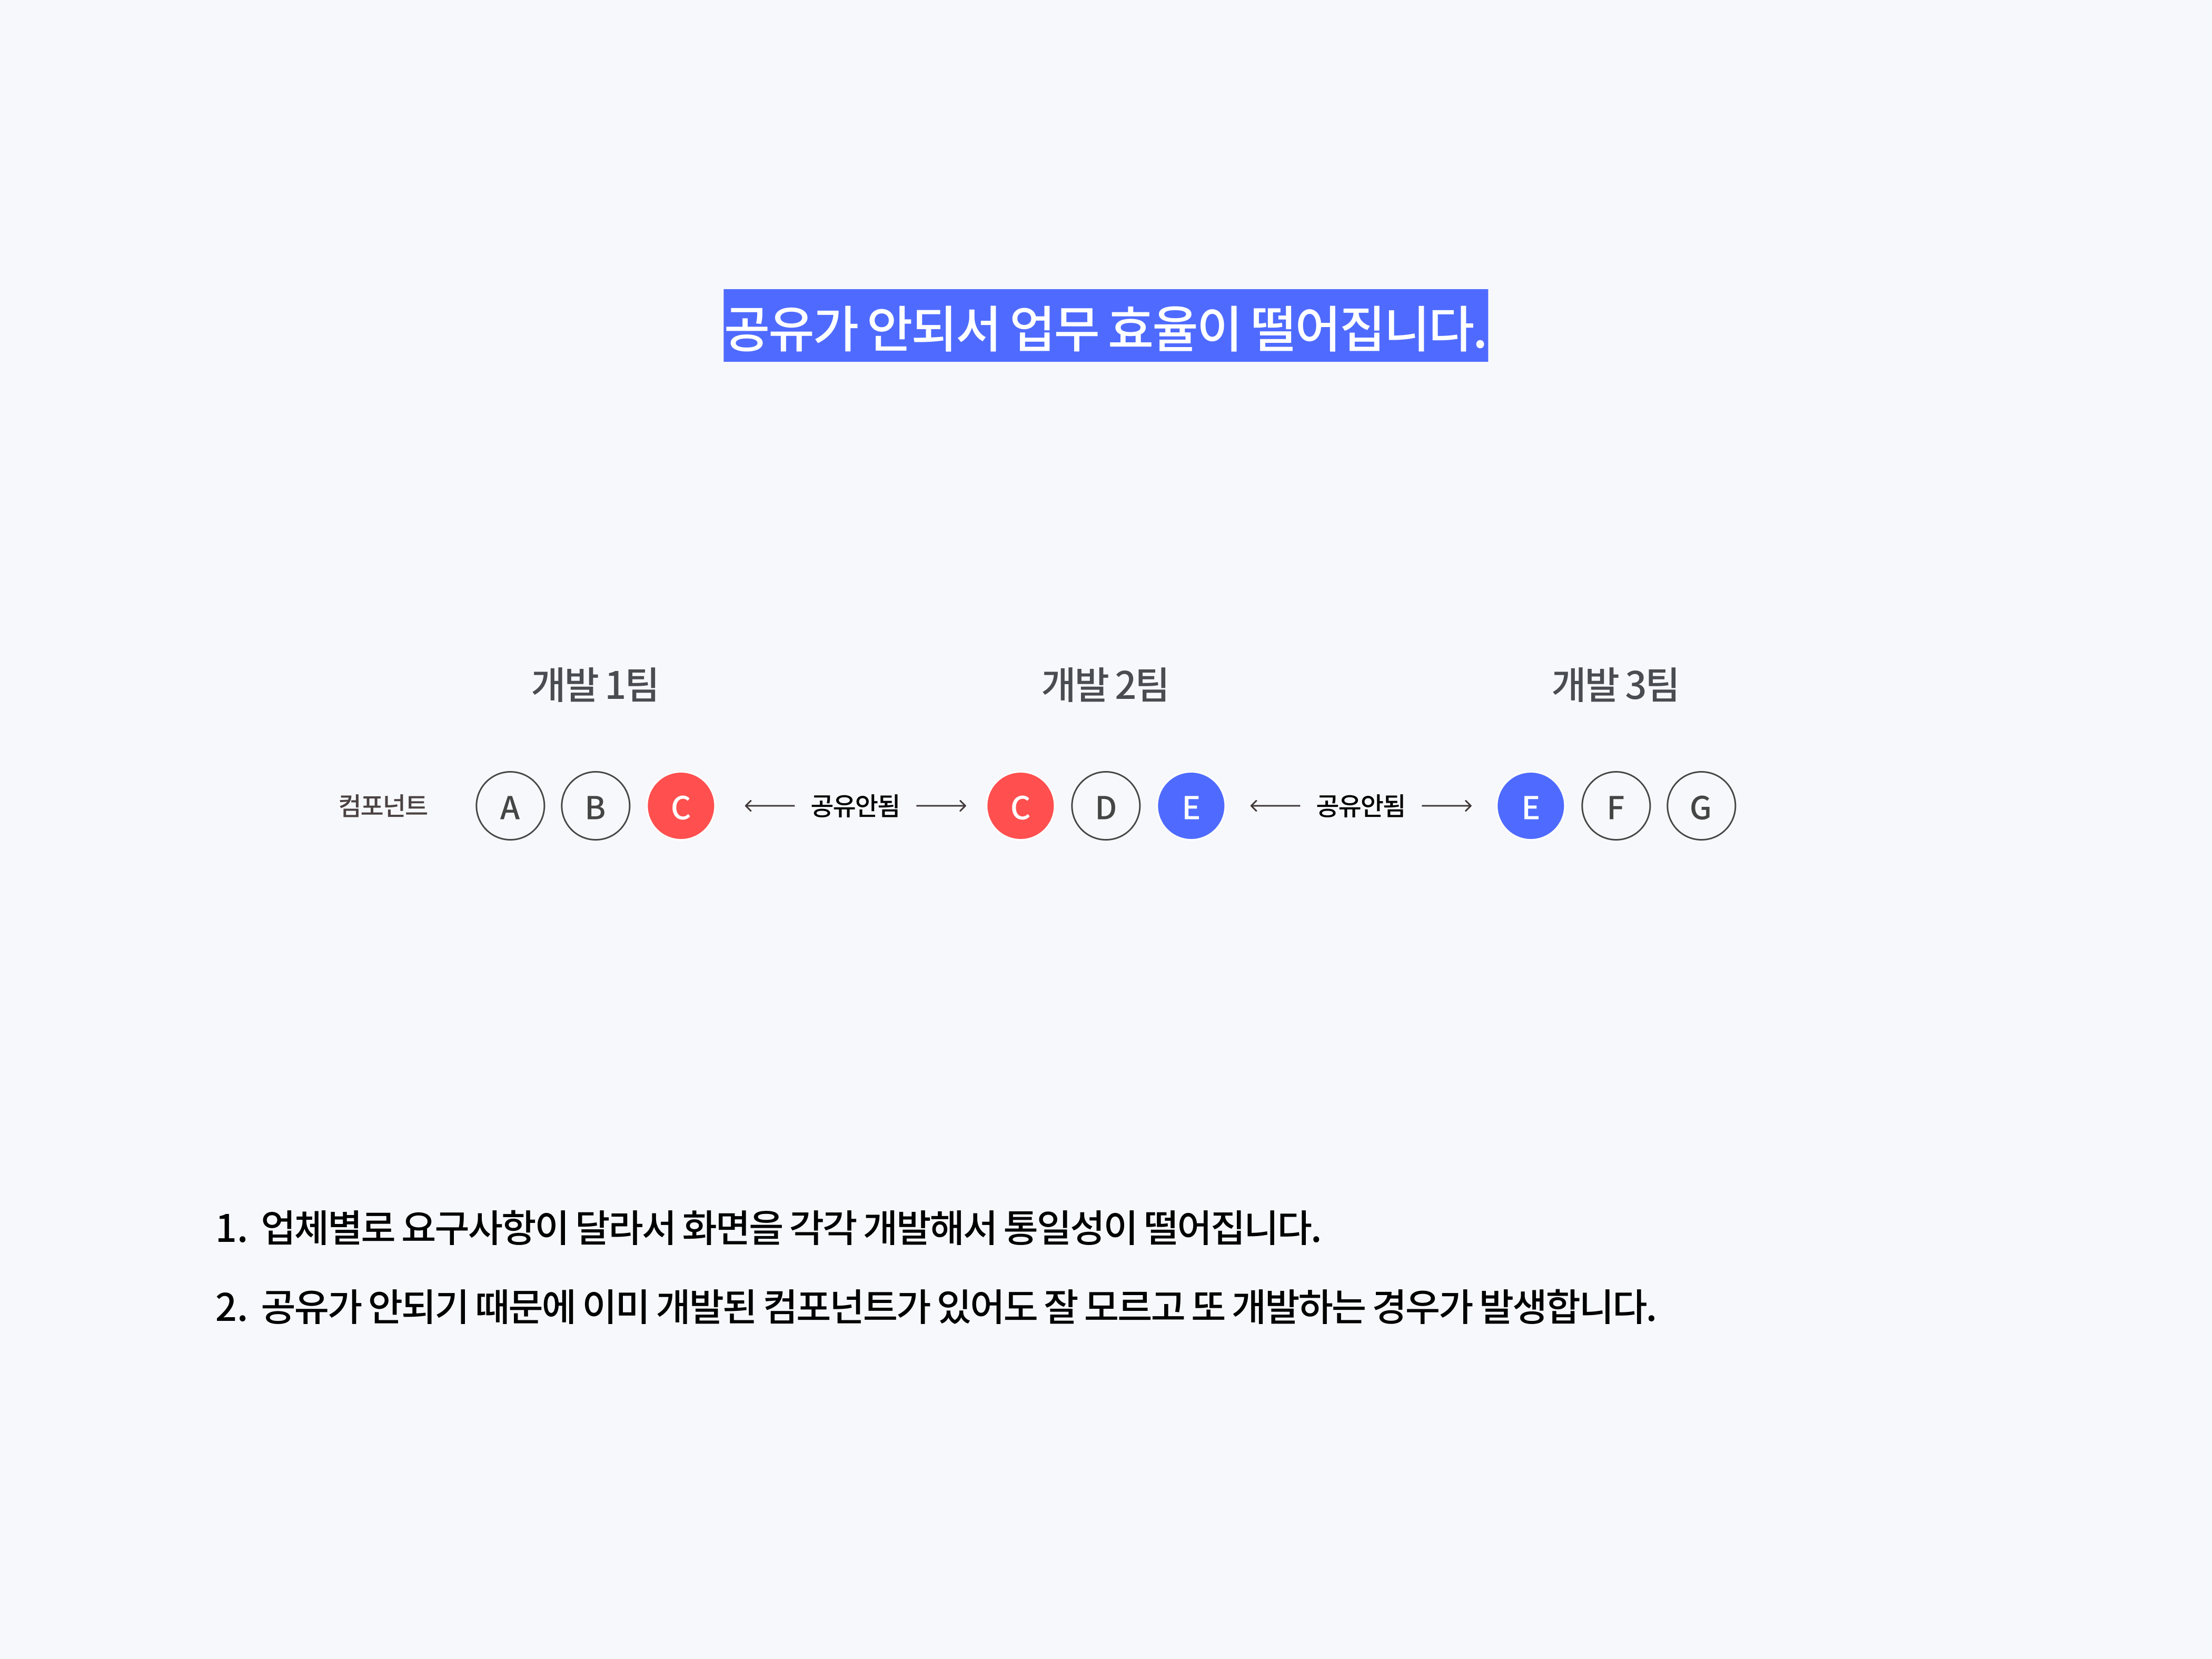 공유가 안되서 업무 효율이 떨어집니다.
개발 1팀 개발 2팀 개발 3팀
컴포넌트 A B C 공유안됨 C D E 공유안됨 E F G
1. 업체별로 요구사항이 달라서 화면을 각각 개발해서 통일성이 떨어집니다.
2. 공유가 안되기 때문에 이미 개발된 컴포넌트가 있어도 잘 모르고 또 개발하는 경우가 발생합니다.